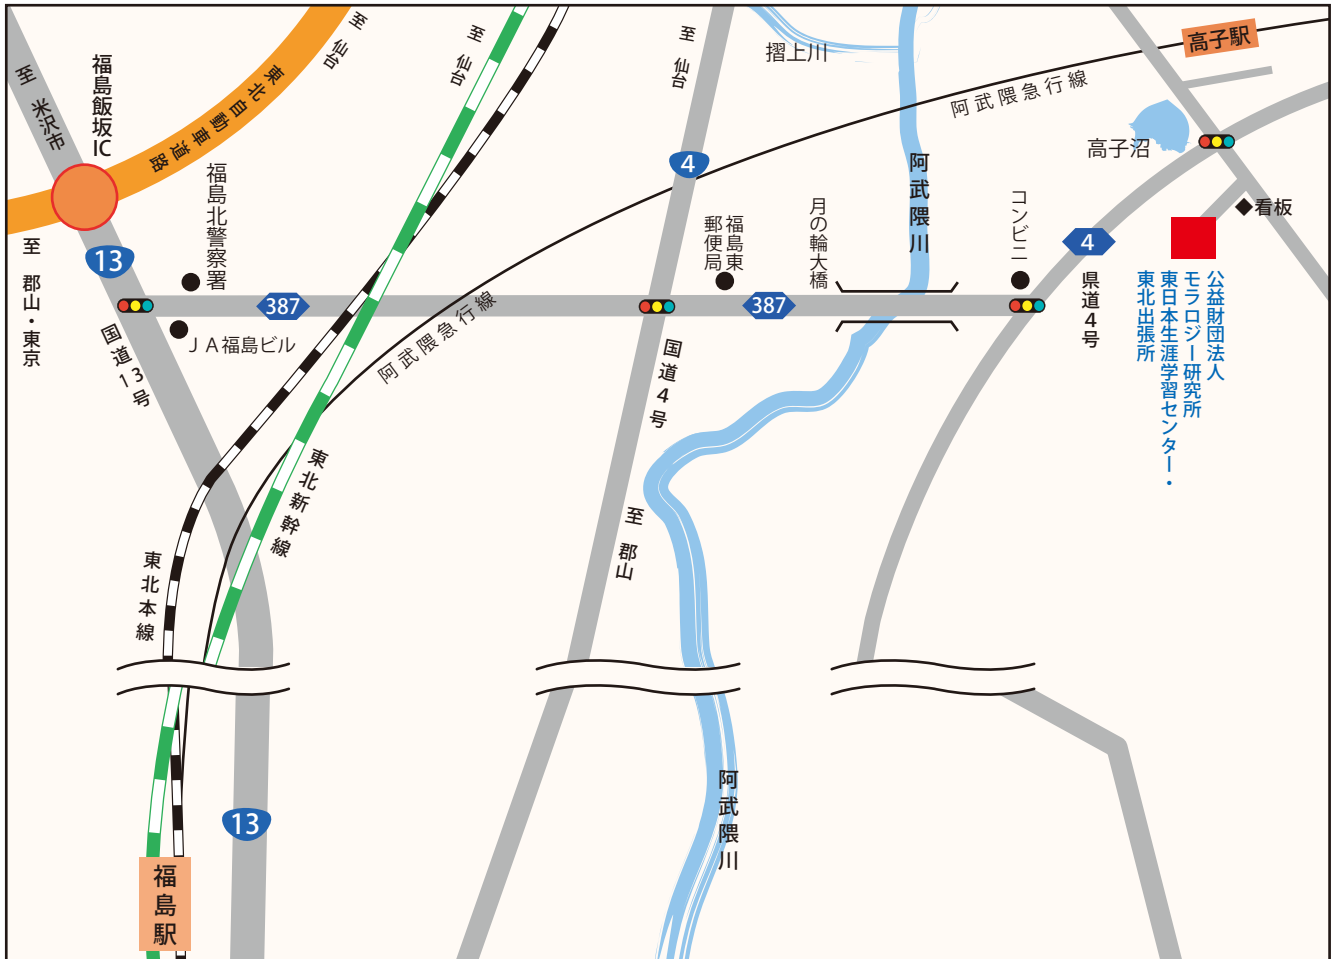 至 米沢市
福島飯坂IC
東北自動車道路
至 仙台
至 仙台
至 仙台
摺上川
高子駅
阿武隈急行線
高子沼
4
阿武隈川
コンビニ
◆看板
福島北警察署
13
至 郡山・東京
福島東
郵便局
月の輪大橋
4
県道4号
公益財団法人
モラロジー研究所
東日本生涯学習センター・
東北出張所
387
387
国道13号
JA福島ビル
阿武隈急行線
国道4号
東北新幹線
至 郡山
東北本線
13
阿武隈川
福島駅